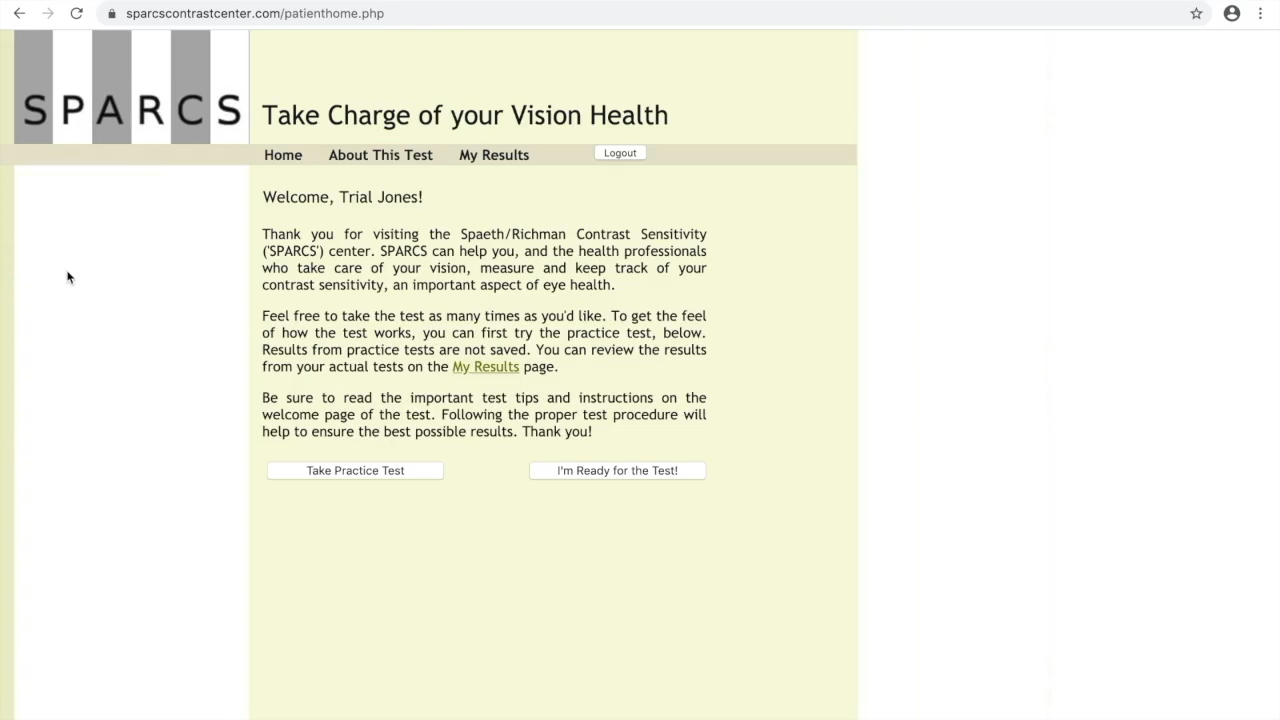 sparcscontrastcenter.com/patienthome.php
SPARCS
Take Charge of your Vision Health
Home About This Test My Results Logout
Welcome, Trial Jones!
Thank you for visiting the Spaeth/Richman Contrast Sensitivity
('SPARCS') center. SPARCS can help you, and the health professionals
who take care of your vision, measure and keep track of your
contrast sensitivity, an important aspect of eye health.
Feel free to take the test as many times as you'd like. To get the feel
of how the test works, you can first try the practice test, below.
Results from practice tests are not saved. You can review the results
from your actual tests on the My Results page.
Be sure to read the important test tips and instructions on the
welcome page of the test. Following the proper test procedure will
help to ensure the best possible results. Thank you!
Take Practice Test I'm Ready for the Test!